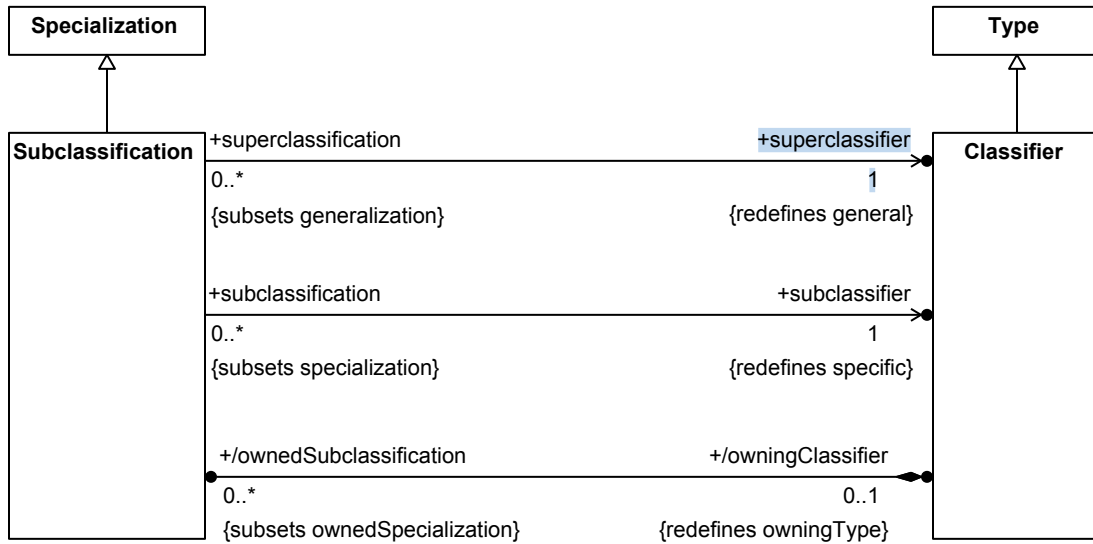 Specialization
Type
Subclassification
Classifier
+superclassification
+superclassifier
0..*
1
{subsets generalization}
{redefines general}
+subclassification
+subclassifier
0..*
1
{subsets specialization}
{redefines specific}
+/ownedSubclassification
+/owningClassifier
0..*
0..1
{subsets ownedSpecialization}
{redefines owningType}